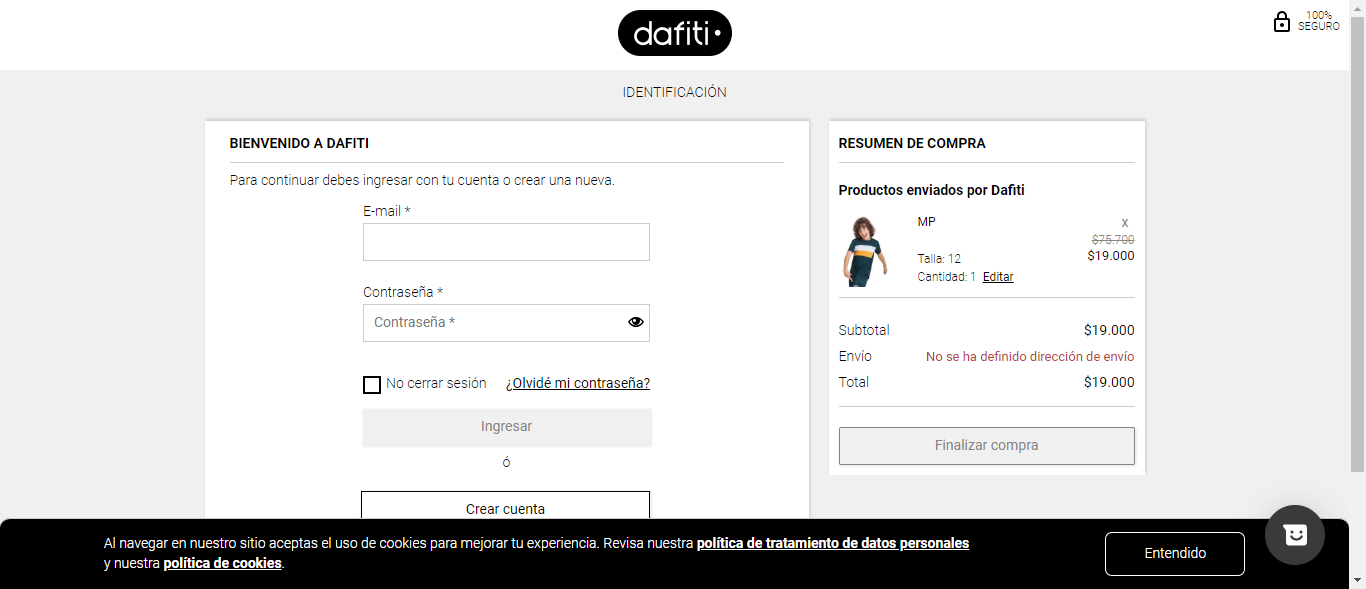 dafiti
100%
SEGURO
IDENTIFICACIÓN
BIENVENIDO A DAFITI
Para continuar debes ingresar con tu cuenta o crear una nueva.
E-mail *
Contraseña *
Contraseña *
No cerrar sesión ¿Olvidé mi contraseña?
Ingresar
ó
Crear cuenta
RESUMEN DE COMPRA
Productos enviados por Dafiti
MP X
$75.700
$19.000
Talla: 12
Cantidad: 1 Editar
Subtotal $19.000
Envío No se ha definido dirección de envío
Total $19.000
Finalizar compra
Al navegar en nuestro sitio aceptas el uso de cookies para mejorar tu experiencia. Revisa nuestra política de tratamiento de datos personales
y nuestra política de cookies.
Entendido